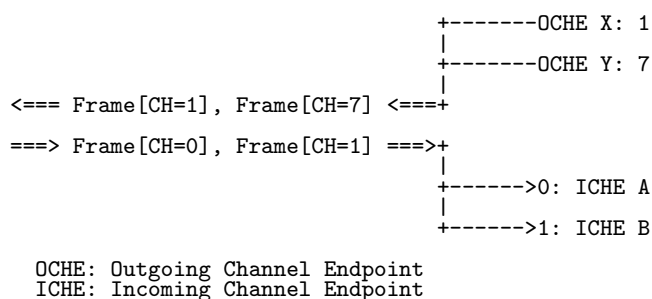 +-------OCHE X: 1
|
+-------OCHE Y: 7
|
<=== Frame[CH=1], Frame[CH=7] <===+
===> Frame[CH=0], Frame[CH=1] ===>+
|
+------>0: ICHE A
|
+------>1: ICHE B
OCHE: Outgoing Channel Endpoint
ICHE: Incoming Channel Endpoint